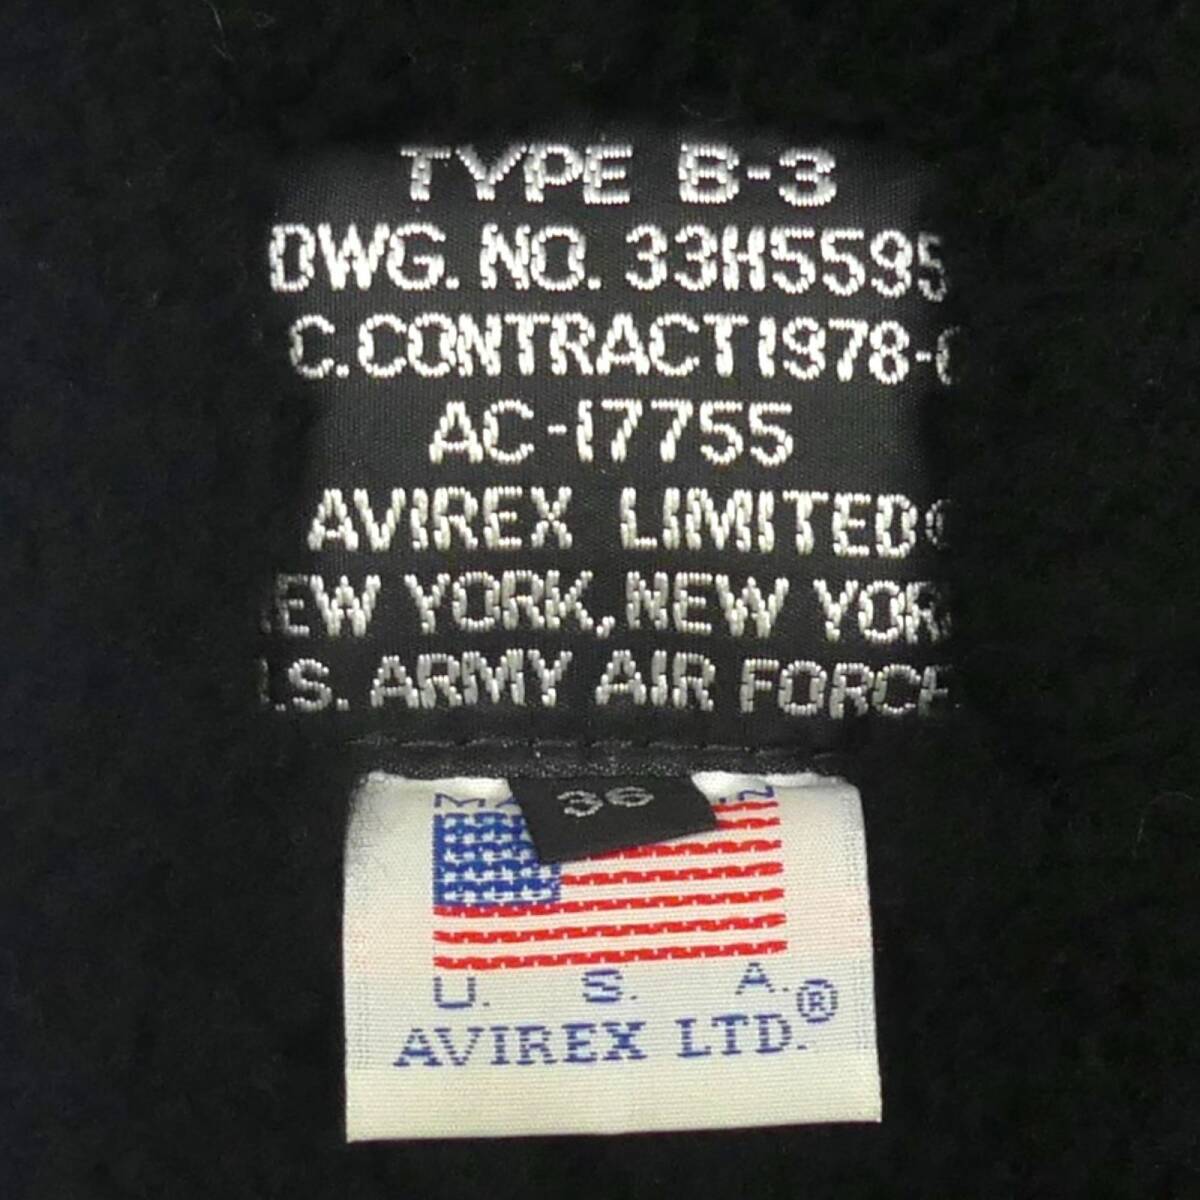 TYPE B-3
DWG. NO. 33H5595
C. CONTRACT 1978-
AC-17755
AVIREX LIMITED
EW YORK, NEW YOR
.S. ARMY AIR FORCE
36
U. S. A.
AVIREX LTD.®